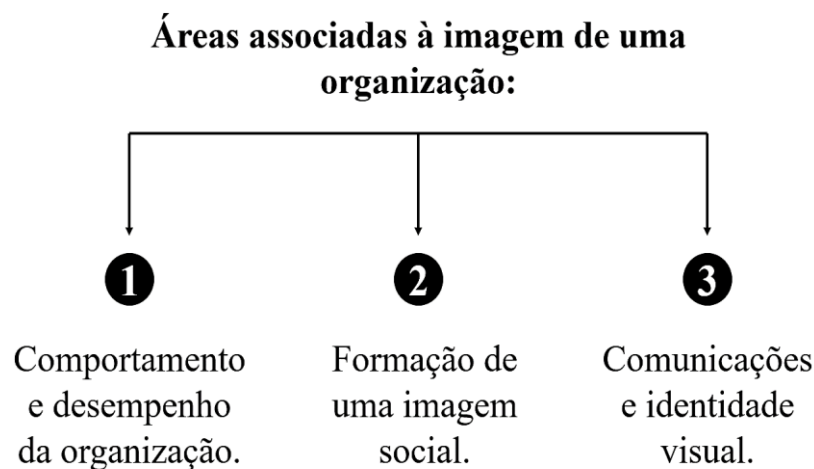 Áreas associadas à imagem de uma
organização:
1
2
3
Comportamento
e desempenho
da organização.
Formação de
uma imagem
social.
Comunicações
e identidade
visual.